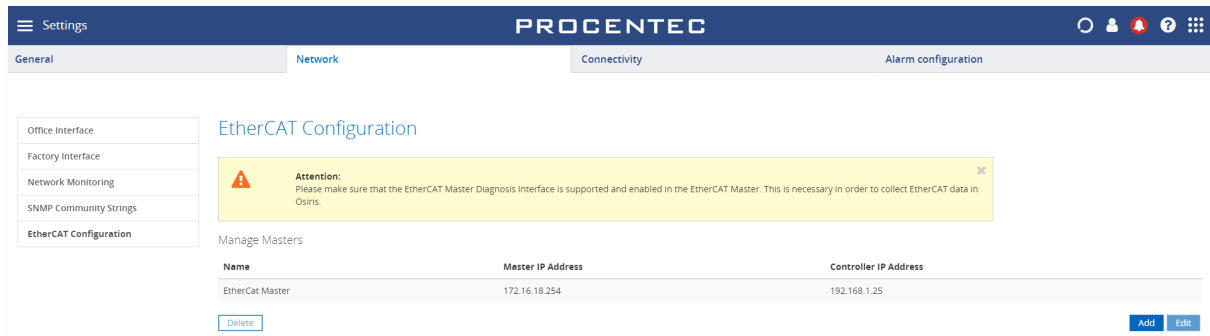 Settings
PROCENTEC
General
Network
Connectivity
Alarm configuration
Office Interface
Factory Interface
Network Monitoring
SNMP Community Strings
EtherCAT Configuration
EtherCAT Configuration
Attention:
Please make sure that the EtherCAT Master Diagnosis Interface is supported and enabled in the EtherCAT Master. This is necessary in order to collect EtherCAT data in
Osiris.
Manage Masters
Name Master IP Address Controller IP Address
EtherCat Master 172.16.18.254 192.168.1.25
Delete Add Edit